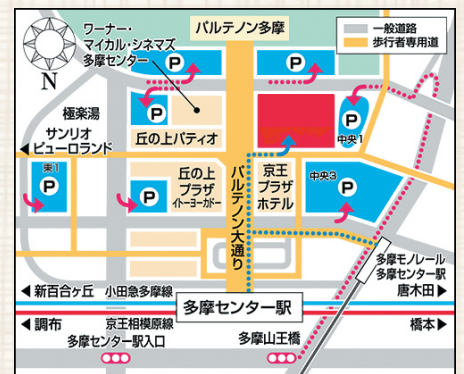 ワーナー・
マイカル・シネマズ
多摩センター
パルテノン多摩
一般道路
歩行者専用道
N
P
P
P
P
極楽湯
サンリオ
ピューロランド
丘の上パティオ
中央1
東1
P
P
丘の上
プラザ
イトーヨーカドー
パルテノン大通り
京王
プラザ
ホテル
中央3
P
多摩モノレール
多摩センター駅
新百合ヶ丘
小田急多摩線
唐木田
多摩センター駅
調布
京王相模原線
橋本
多摩センター駅入口
多摩山王橋